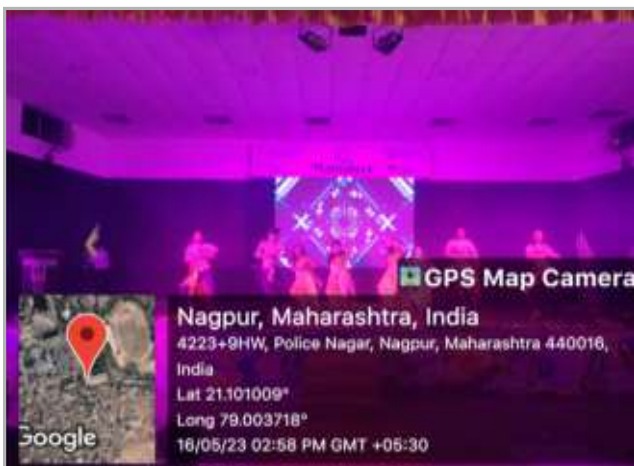 GPS Map Camera
Nagpur, Maharashtra, India
4223+9HW, Police Nagar, Nagpur, Maharashtra 440016,
India
Lat 21.101009°
Long 79.003718°
16/05/23 02:58 PM GMT +05:30
Google